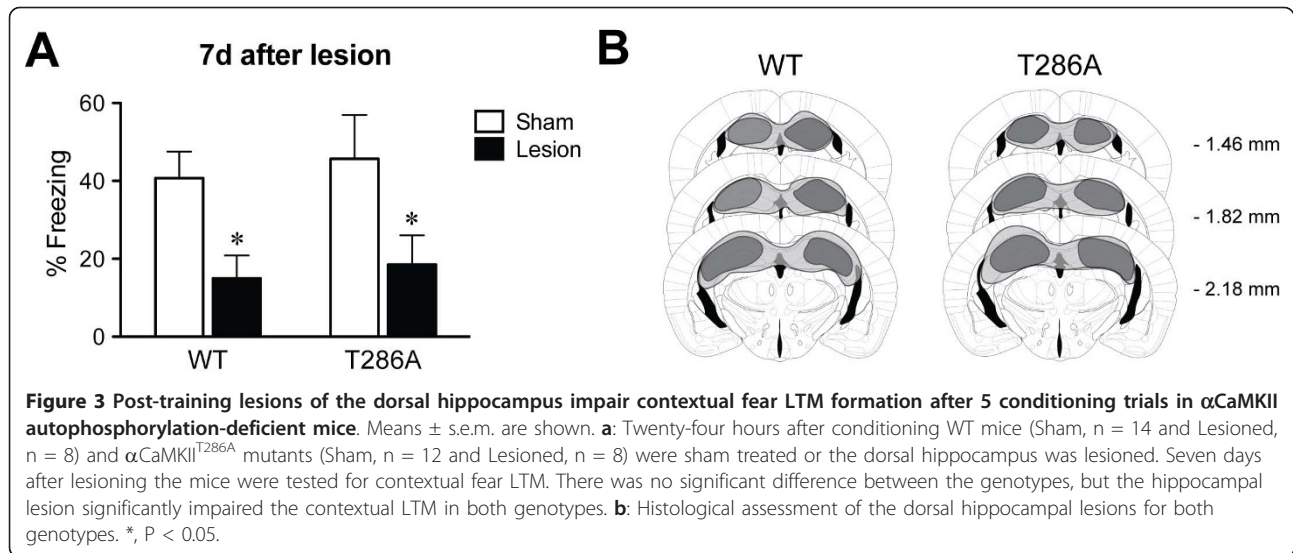 A
7d after lesion
% Freezing
60
40
20
0
*
*
WT
T286A
Sham
Lesion
B
WT
T286A
- 1.46 mm
- 1.82 mm
- 2.18 mm
Figure 3 Post-training lesions of the dorsal hippocampus impair contextual fear LTM formation after 5 conditioning trials in αCaMKII
autophosphorylation-deficient mice. Means ± s.e.m. are shown. a: Twenty-four hours after conditioning WT mice (Sham, n = 14 and Lesioned,
n = 8) and αCaMKIIT286A mutants (Sham, n = 12 and Lesioned, n = 8) were sham treated or the dorsal hippocampus was lesioned. Seven days
after lesioning the mice were tested for contextual fear LTM. There was no significant difference between the genotypes, but the hippocampal
lesion significantly impaired the contextual LTM in both genotypes. b: Histological assessment of the dorsal hippocampal lesions for both
genotypes. *, P < 0.05.